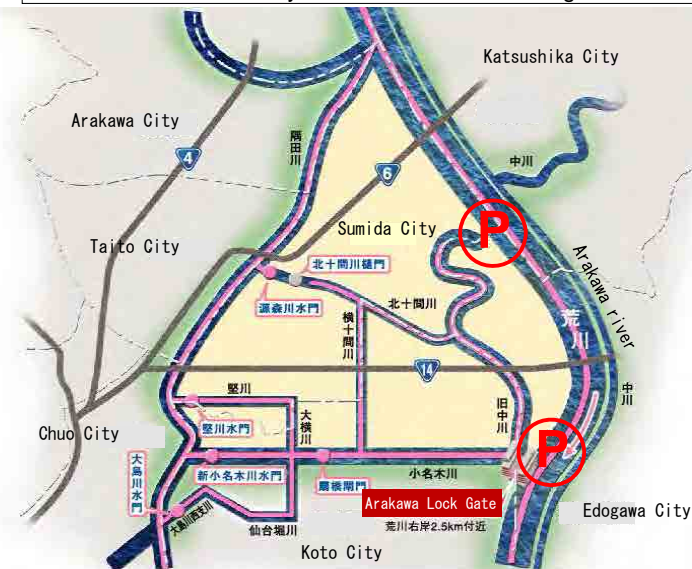 Katsushika City
Arakawa City
4
6
隅田川
中川
Sumida City
P
Taito City
北十間川樋門
源森川水門
北十間川
Arakawa river
荒川
横十間川
14
中川
竪川
大横川
旧中川
竪川水門
P
Chuo City
大島川水門
新小名木川水門
扇橋閘門
小名木川
Arakawa Lock Gate
大島川西支川
仙台堀川
荒川右岸2.5km付近
Edogawa City
Koto City